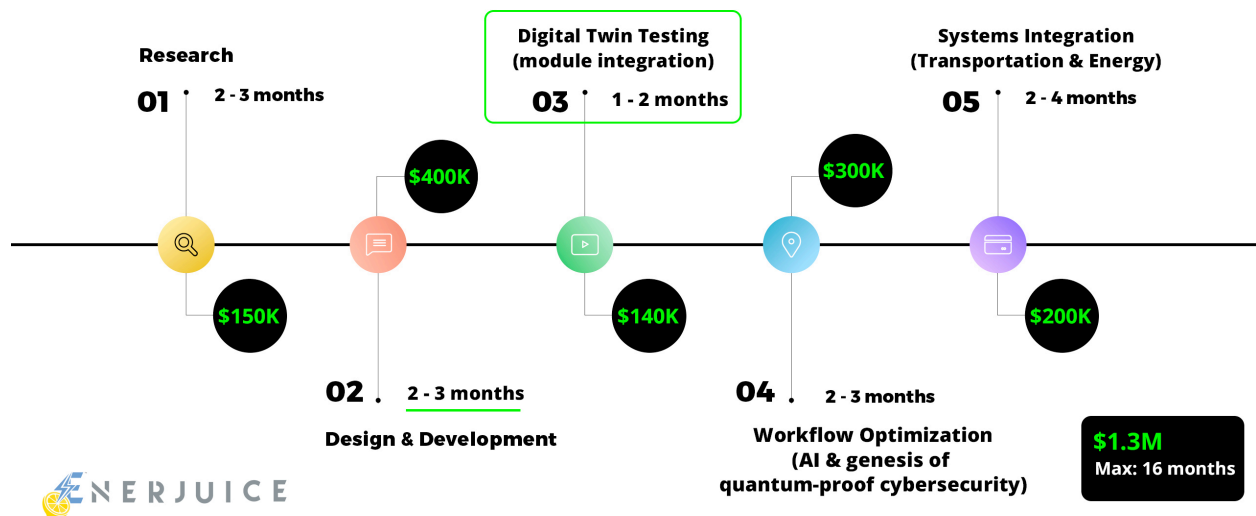 Research
01
2 - 3 months
$150K
$400K
02
2 - 3 months
Design & Development
Digital Twin Testing
(module integration)
03
1 - 2 months
$140K
$300K
04
2 - 3 months
Workflow Optimization
(AI & genesis of
quantum-proof cybersecurity)
Systems Integration
(Transportation & Energy)
05
2 - 4 months
$200K
$1.3M
Max: 16 months
ENERJUICE